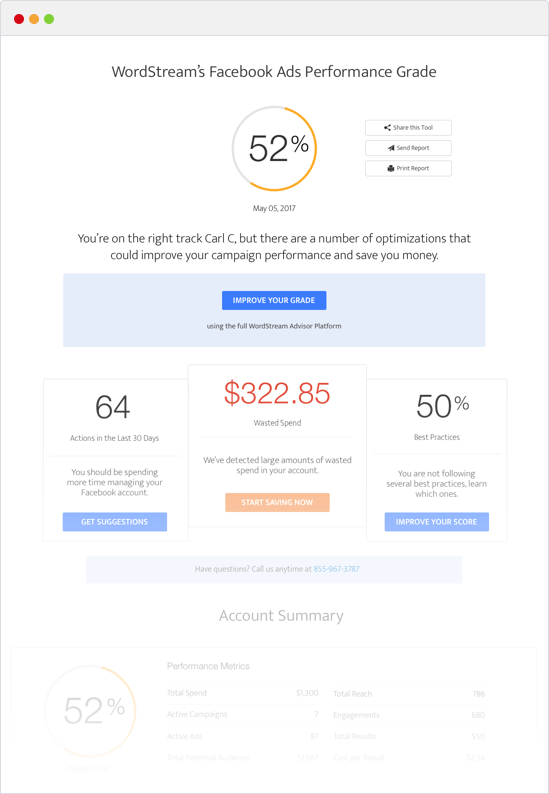 WordStream's Facebook Ads Performance Grade
52%
Share this Tool
Send Report
Print Report
May 05, 2017
You're on the right track Carl C, but there are a number of optimizations that
could improve your campaign performance and save you money.
IMPROVE YOUR GRADE
using the full WordStream Advisor Platform
64
Actions in the Last 30 Days
You should be spending
more time managing your
Facebook account.
GET SUGGESTIONS
$322.85
Wasted Spend
We've detected large amounts of wasted
spend in your account.
START SAVING NOW
50%
Best Practices
You are not following
several best practices, learn
which ones.
IMPROVE YOUR SCORE
Have questions? Call us anytime at 855-967-3787
Account Summary
52%
Performance Metrics
Total Spend $1,300
Active Campaigns 7
Active Ads
Total Potential Audience
Total Reach 786
Engagements 680
Total Results 550
Cost per Result